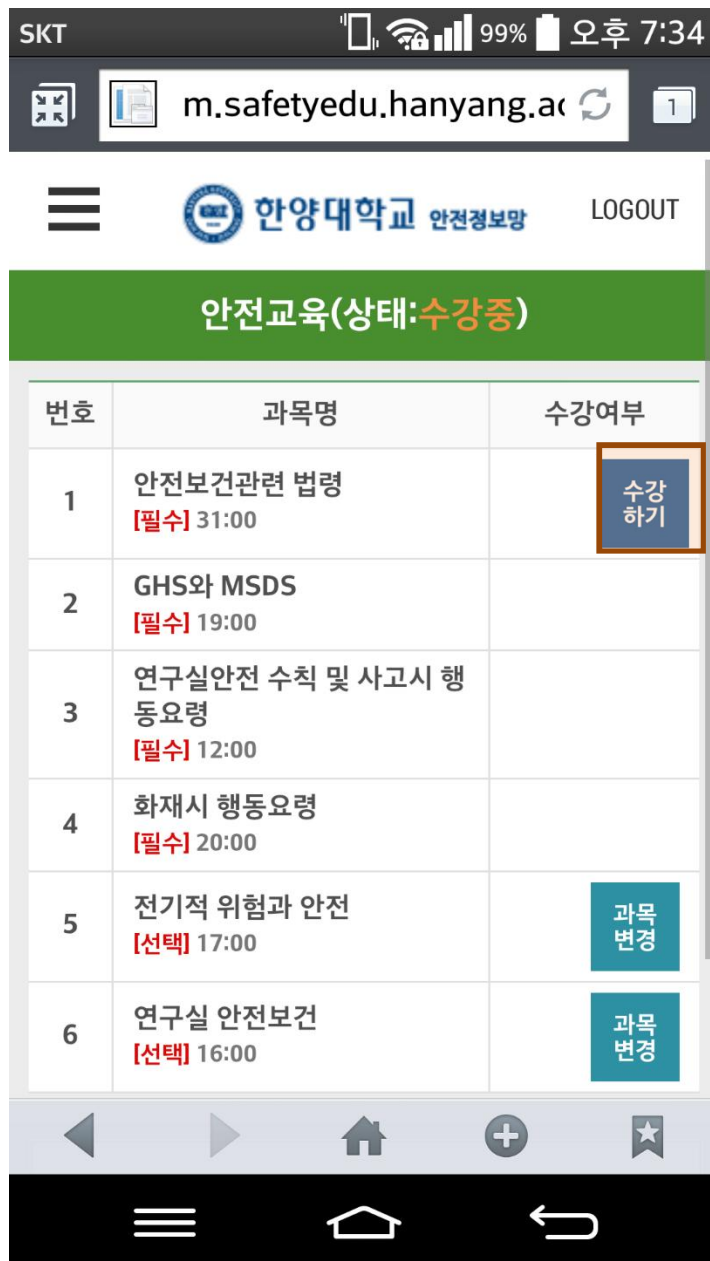 SKT 99% 오후 7:34
m.safetyedu.hanyang.ac 1
한양대학교 안전정보망 LOGOUT
안전교육(상태:수강중)
번호 과목명 수강여부
1 안전보건관련 법령
[필수] 31:00
수강
하기
2 GHS와 MSDS
[필수] 19:00
3 연구실안전 수칙 및 사고시 행
동요령
[필수] 12:00
4 화재시 행동요령
[필수] 20:00
5 전기적 위험과 안전
[선택] 17:00
과목
변경
6 연구실 안전보건
[선택] 16:00
과목
변경